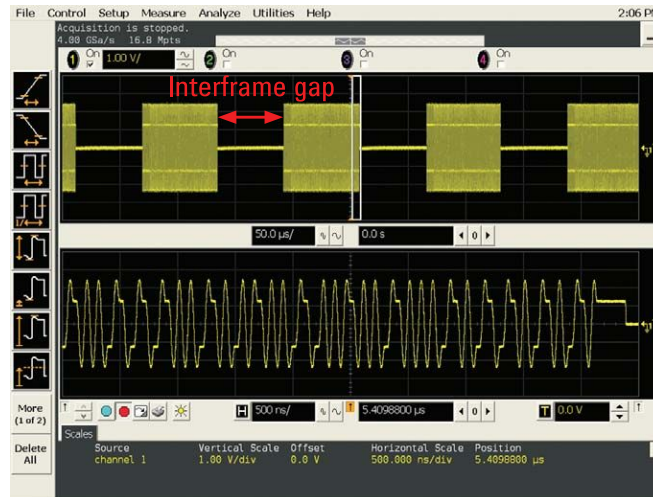 File Control Setup Measure Analyze Utilities Help 2:06 P
Acquisition is stopped.
4.00 GSa/s 16.8 Mpts
1 On 1.00 V/ 2 On 3 On 4 On
Interframe gap
50.0 µs/ 0.0 s 0
More
(1 of 2)
Delete
All
H 500 ns/ 5.4098800 µs 0 T 0.0 V
Scales
Source Vertical Scale Offset Horizontal Scale Position
channel 1 1.00 V/div 0.0 V 500.000 ns/div 5.4098800 µs